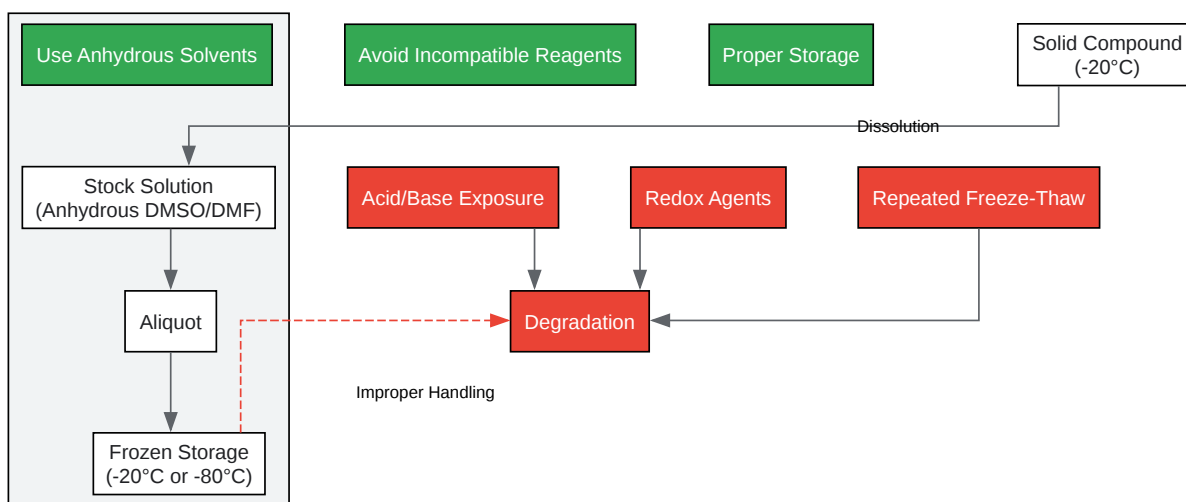 Use Anhydrous Solvents
Avoid Incompatible Reagents
Proper Storage
Solid Compound
(-20°C)
Dissolution
Stock Solution
(Anhydrous DMSO/DMF)
Acid/Base Exposure
Redox Agents
Repeated Freeze-Thaw
Aliquot
Degradation
Improper Handling
Frozen Storage
(-20°C or -80°C)